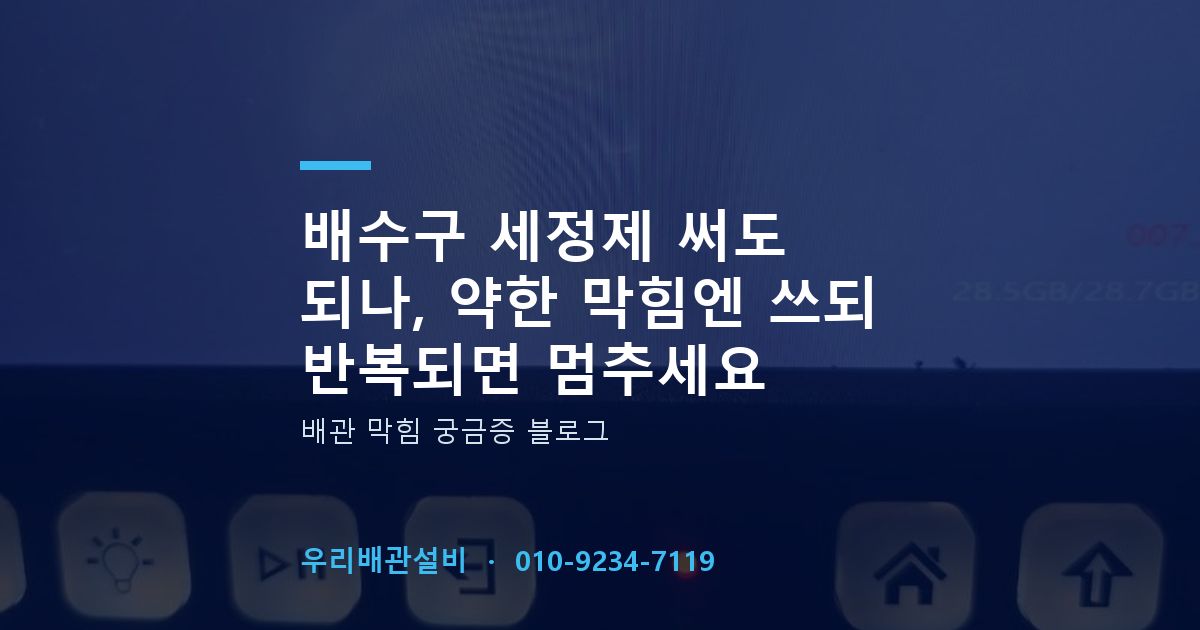 배수구 세정제 써도
되나, 약한 막힘엔 쓰되
반복되면 멈추세요
배관 막힘 궁금증 블로그
우리배관설비 · 010-9234-7119
007
28.5GB/28.7GB